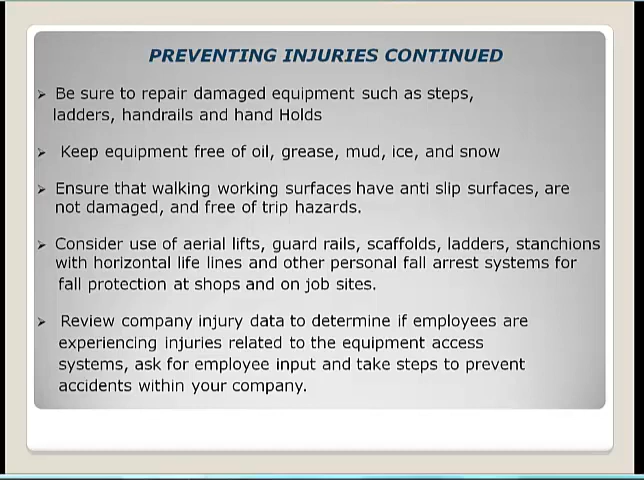 PREVENTING INJURIES CONTINUED
➢ Be sure to repair damaged equipment such as steps,
ladders, handrails and hand Holds
➢ Keep equipment free of oil, grease, mud, ice, and snow
➢ Ensure that walking working surfaces have anti slip surfaces, are
not damaged, and free of trip hazards.
➢ Consider use of aerial lifts, guard rails, scaffolds, ladders, stanchions
with horizontal life lines and other personal fall arrest systems for
fall protection at shops and on job sites.
➢ Review company injury data to determine if employees are
experiencing injuries related to the equipment access
systems, ask for employee input and take steps to prevent
accidents within your company.